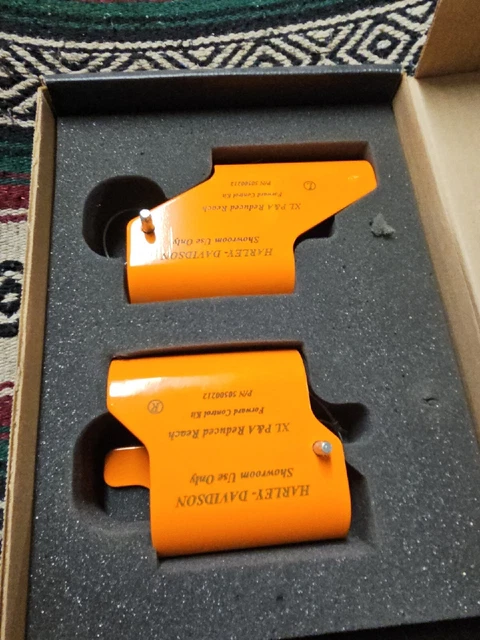 HARLEY-DAVIDSON
Showroom Use Only
XL P&A Reduced Reach
Forward Control Kit
P/N 50500213
L
HARLEY-DAVIDSON
Showroom Use Only
XL P&A Reduced Reach
Forward Control Kit
P/N 50500212
R